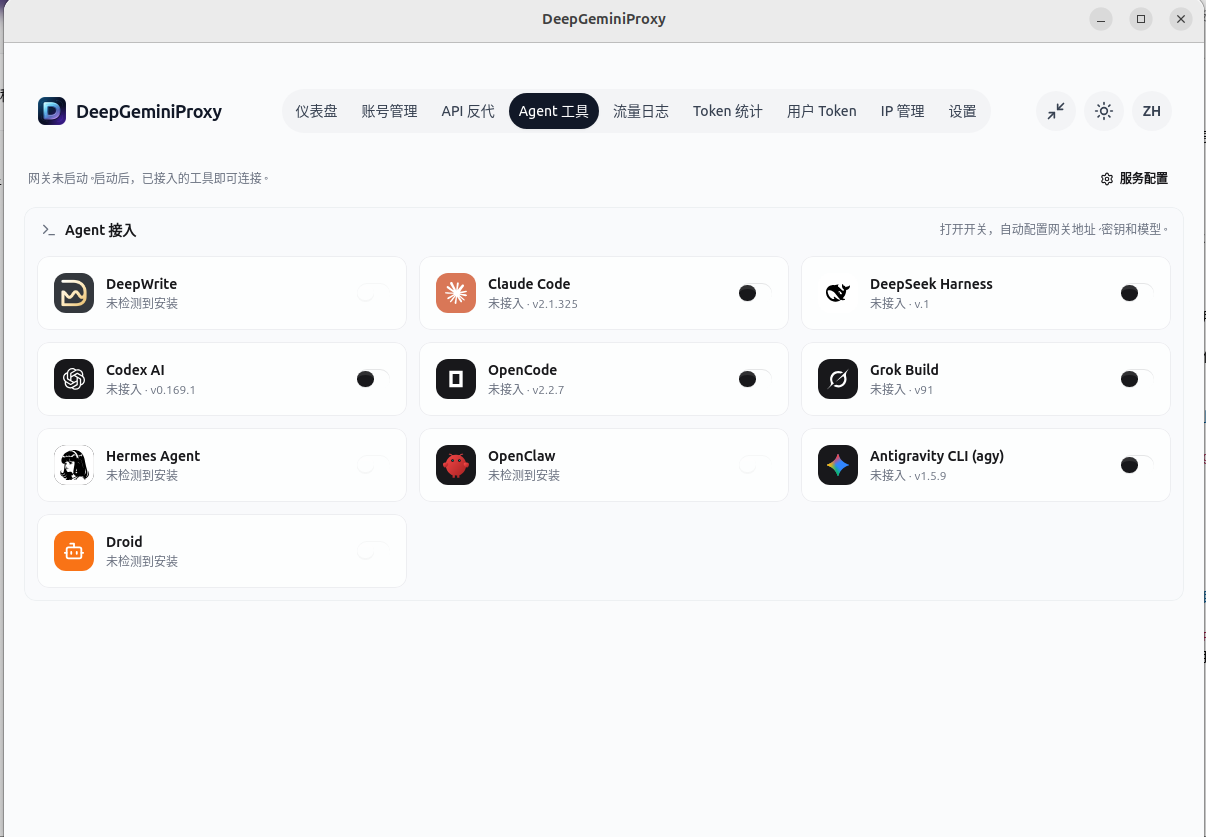 DeepGeminiProxy
DeepGeminiProxy
仪表盘 账号管理 API 反代 Agent 工具 流量日志 Token 统计 用户 Token IP 管理 设置 ZH
网关未启动。启动后，已接入的工具即可连接。
服务配置
>_ Agent 接入
打开开关，自动配置网关地址、密钥和模型。
DeepWrite
未检测到安装
Claude Code
未接入 · v2.1.325
DeepSeek Harness
未接入 · v.1
Codex AI
未接入 · v0.169.1
OpenCode
未接入 · v2.2.7
Grok Build
未接入 · v91
Hermes Agent
未检测到安装
OpenClaw
未检测到安装
Antigravity CLI (agy)
未接入 · v1.5.9
Droid
未检测到安装